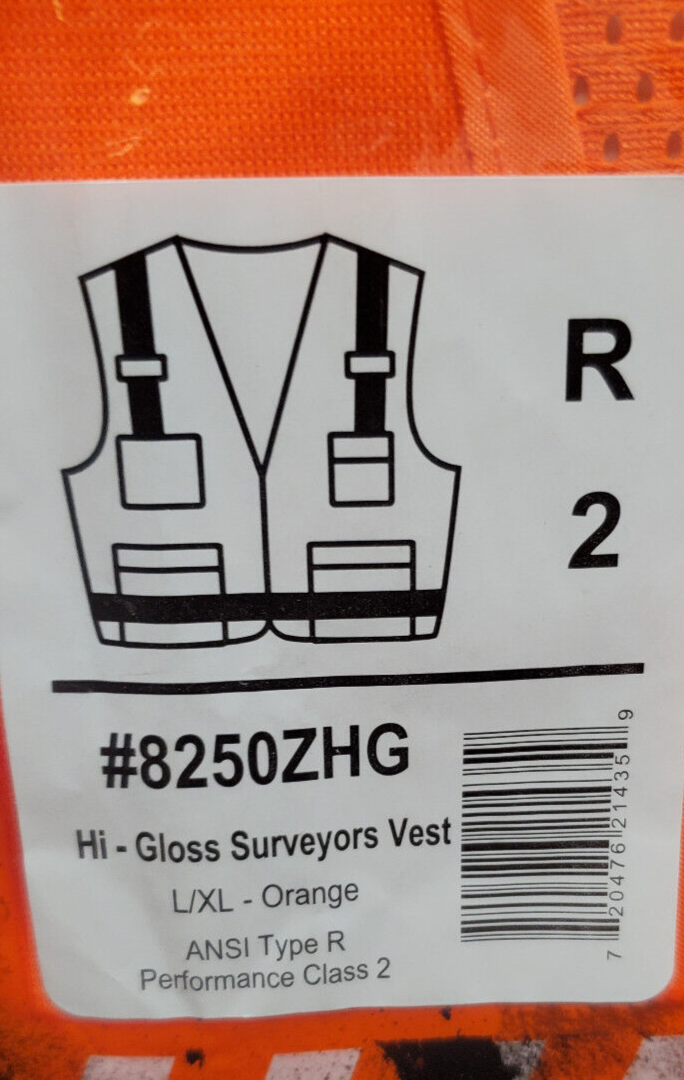 R
2
#8250ZHG
Hi - Gloss Surveyors Vest
L/XL - Orange
ANSI Type R
Performance Class 2
7 20476 21435 9